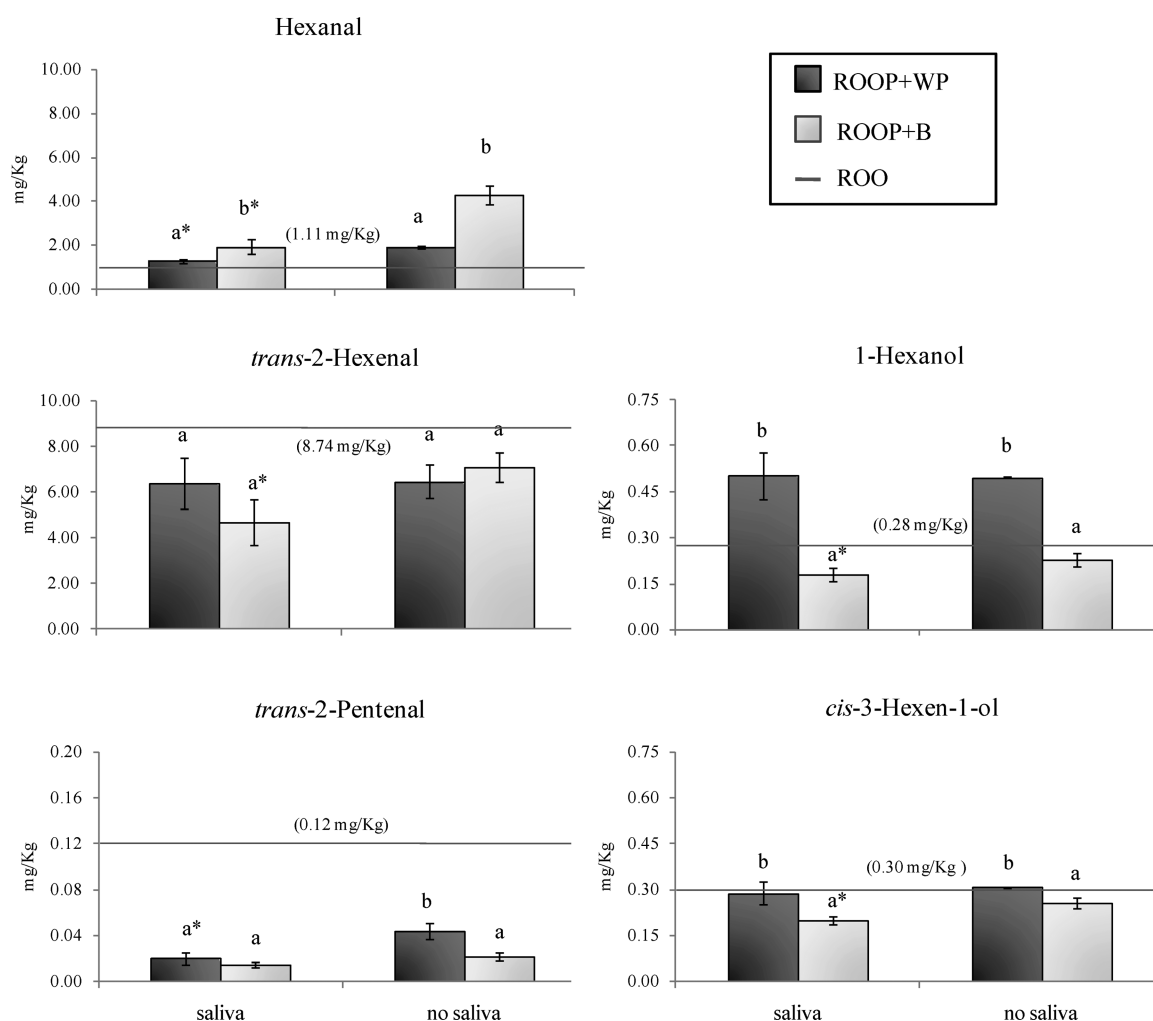 Hexanal
10.00
8.00
6.00
4.00
2.00
0.00
mg/Kg
a*
b*
(1.11 mg/Kg)
a
b
ROOP+WP
ROOP+B
ROO
trans-2-Hexenal
10.00
8.00
6.00
4.00
2.00
0.00
mg/Kg
a
a*
(8.74 mg/Kg)
a
a
1-Hexanol
0.75
0.60
0.45
0.30
0.15
0.00
mg/Kg
b
a*
(0.28 mg/Kg)
b
a
trans-2-Pentenal
0.20
0.16
0.12
0.08
0.04
0.00
mg/Kg
(0.12 mg/Kg)
a*
a
b
a
saliva
no saliva
cis-3-Hexen-1-ol
0.75
0.60
0.45
0.30
0.15
0.00
mg/Kg
b
a*
(0.30 mg/Kg )
b
a
saliva
no saliva